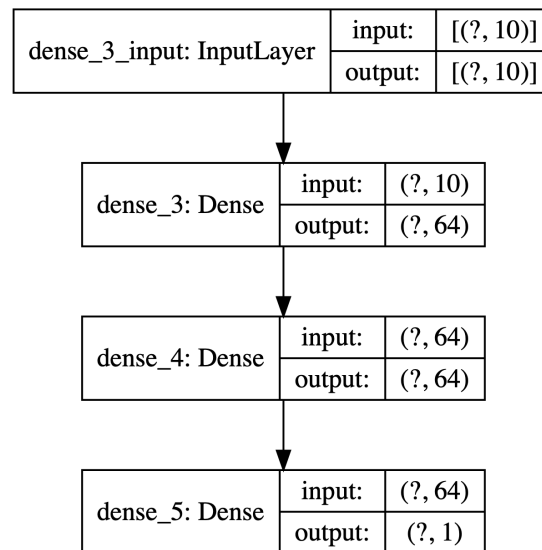 dense_3_input: InputLayer
input: [(?, 10)]
output: [(?, 10)]
dense_3: Dense
input: (?, 10)
output: (?, 64)
dense_4: Dense
input: (?, 64)
output: (?, 64)
dense_5: Dense
input: (?, 64)
output: (?, 1)